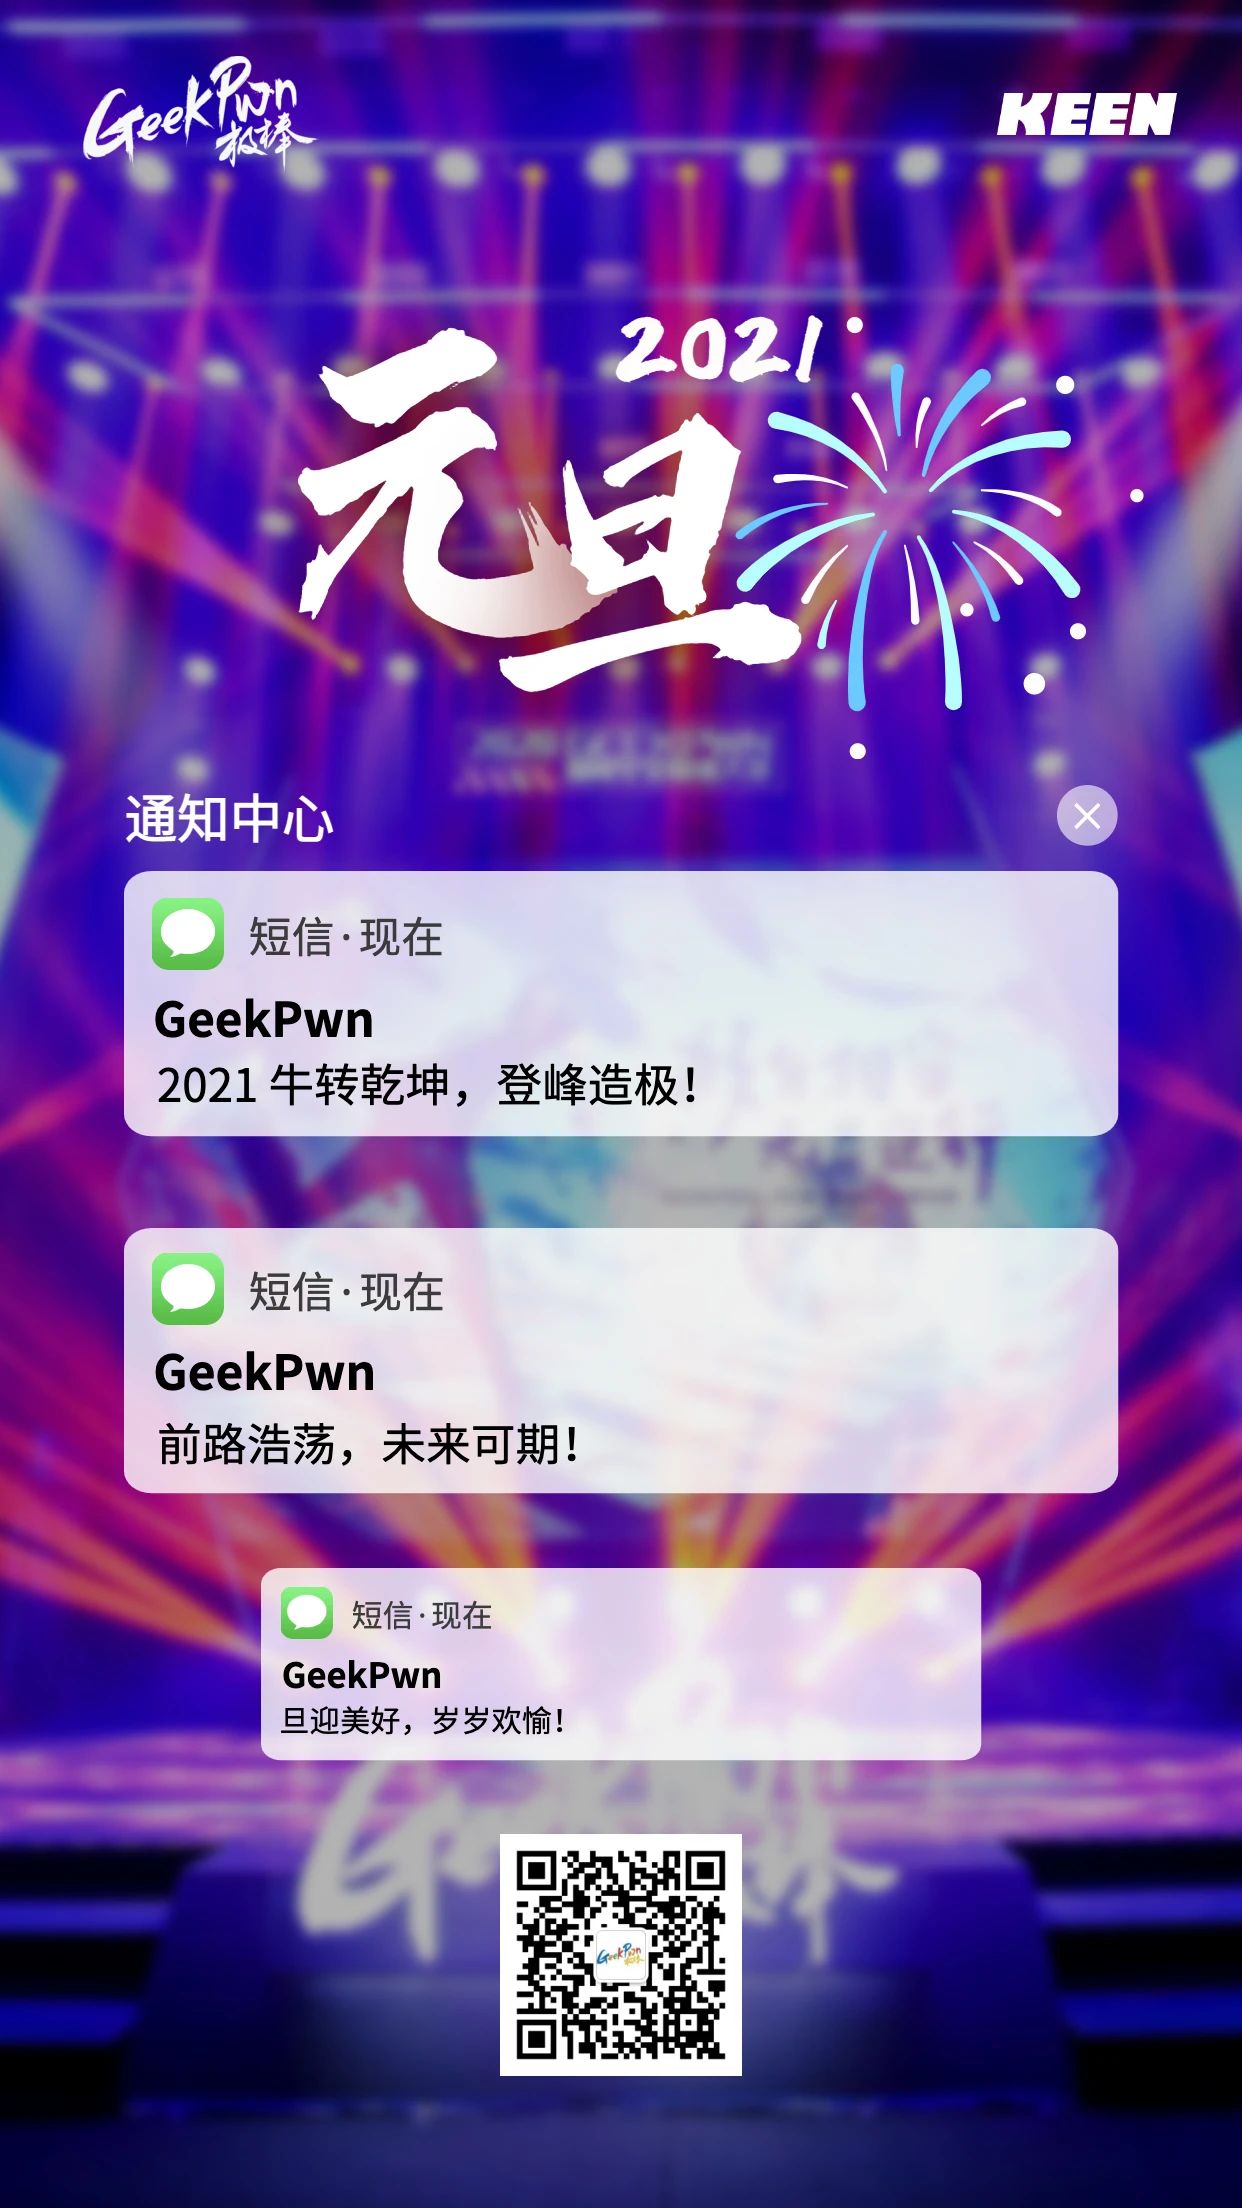 GeekPwn
极棒
KEEN
2021
元旦
通知中心
短信·现在
GeekPwn
2021 牛转乾坤，登峰造极！
短信·现在
GeekPwn
前路浩荡，未来可期！
短信·现在
GeekPwn
旦迎美好，岁岁欢愉！
GeekPwn